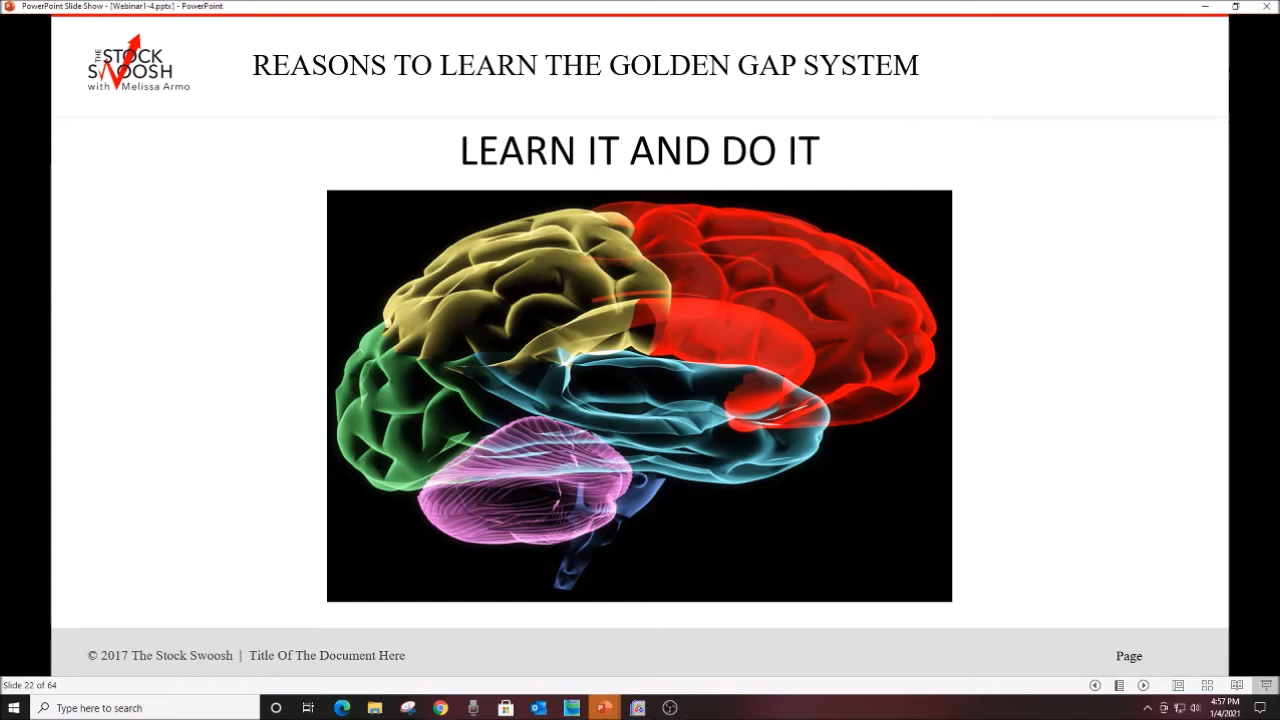 PowerPoint Slide Show - [Webinar1-4.pptx] - PowerPoint
THE STOCK
SWOOSH
with Melissa Armo
REASONS TO LEARN THE GOLDEN GAP SYSTEM
LEARN IT AND DO IT
© 2017 The Stock Swoosh | Title Of The Document Here
Page
Slide 22 of 64
Type here to search
4:57 PM
1/4/2021